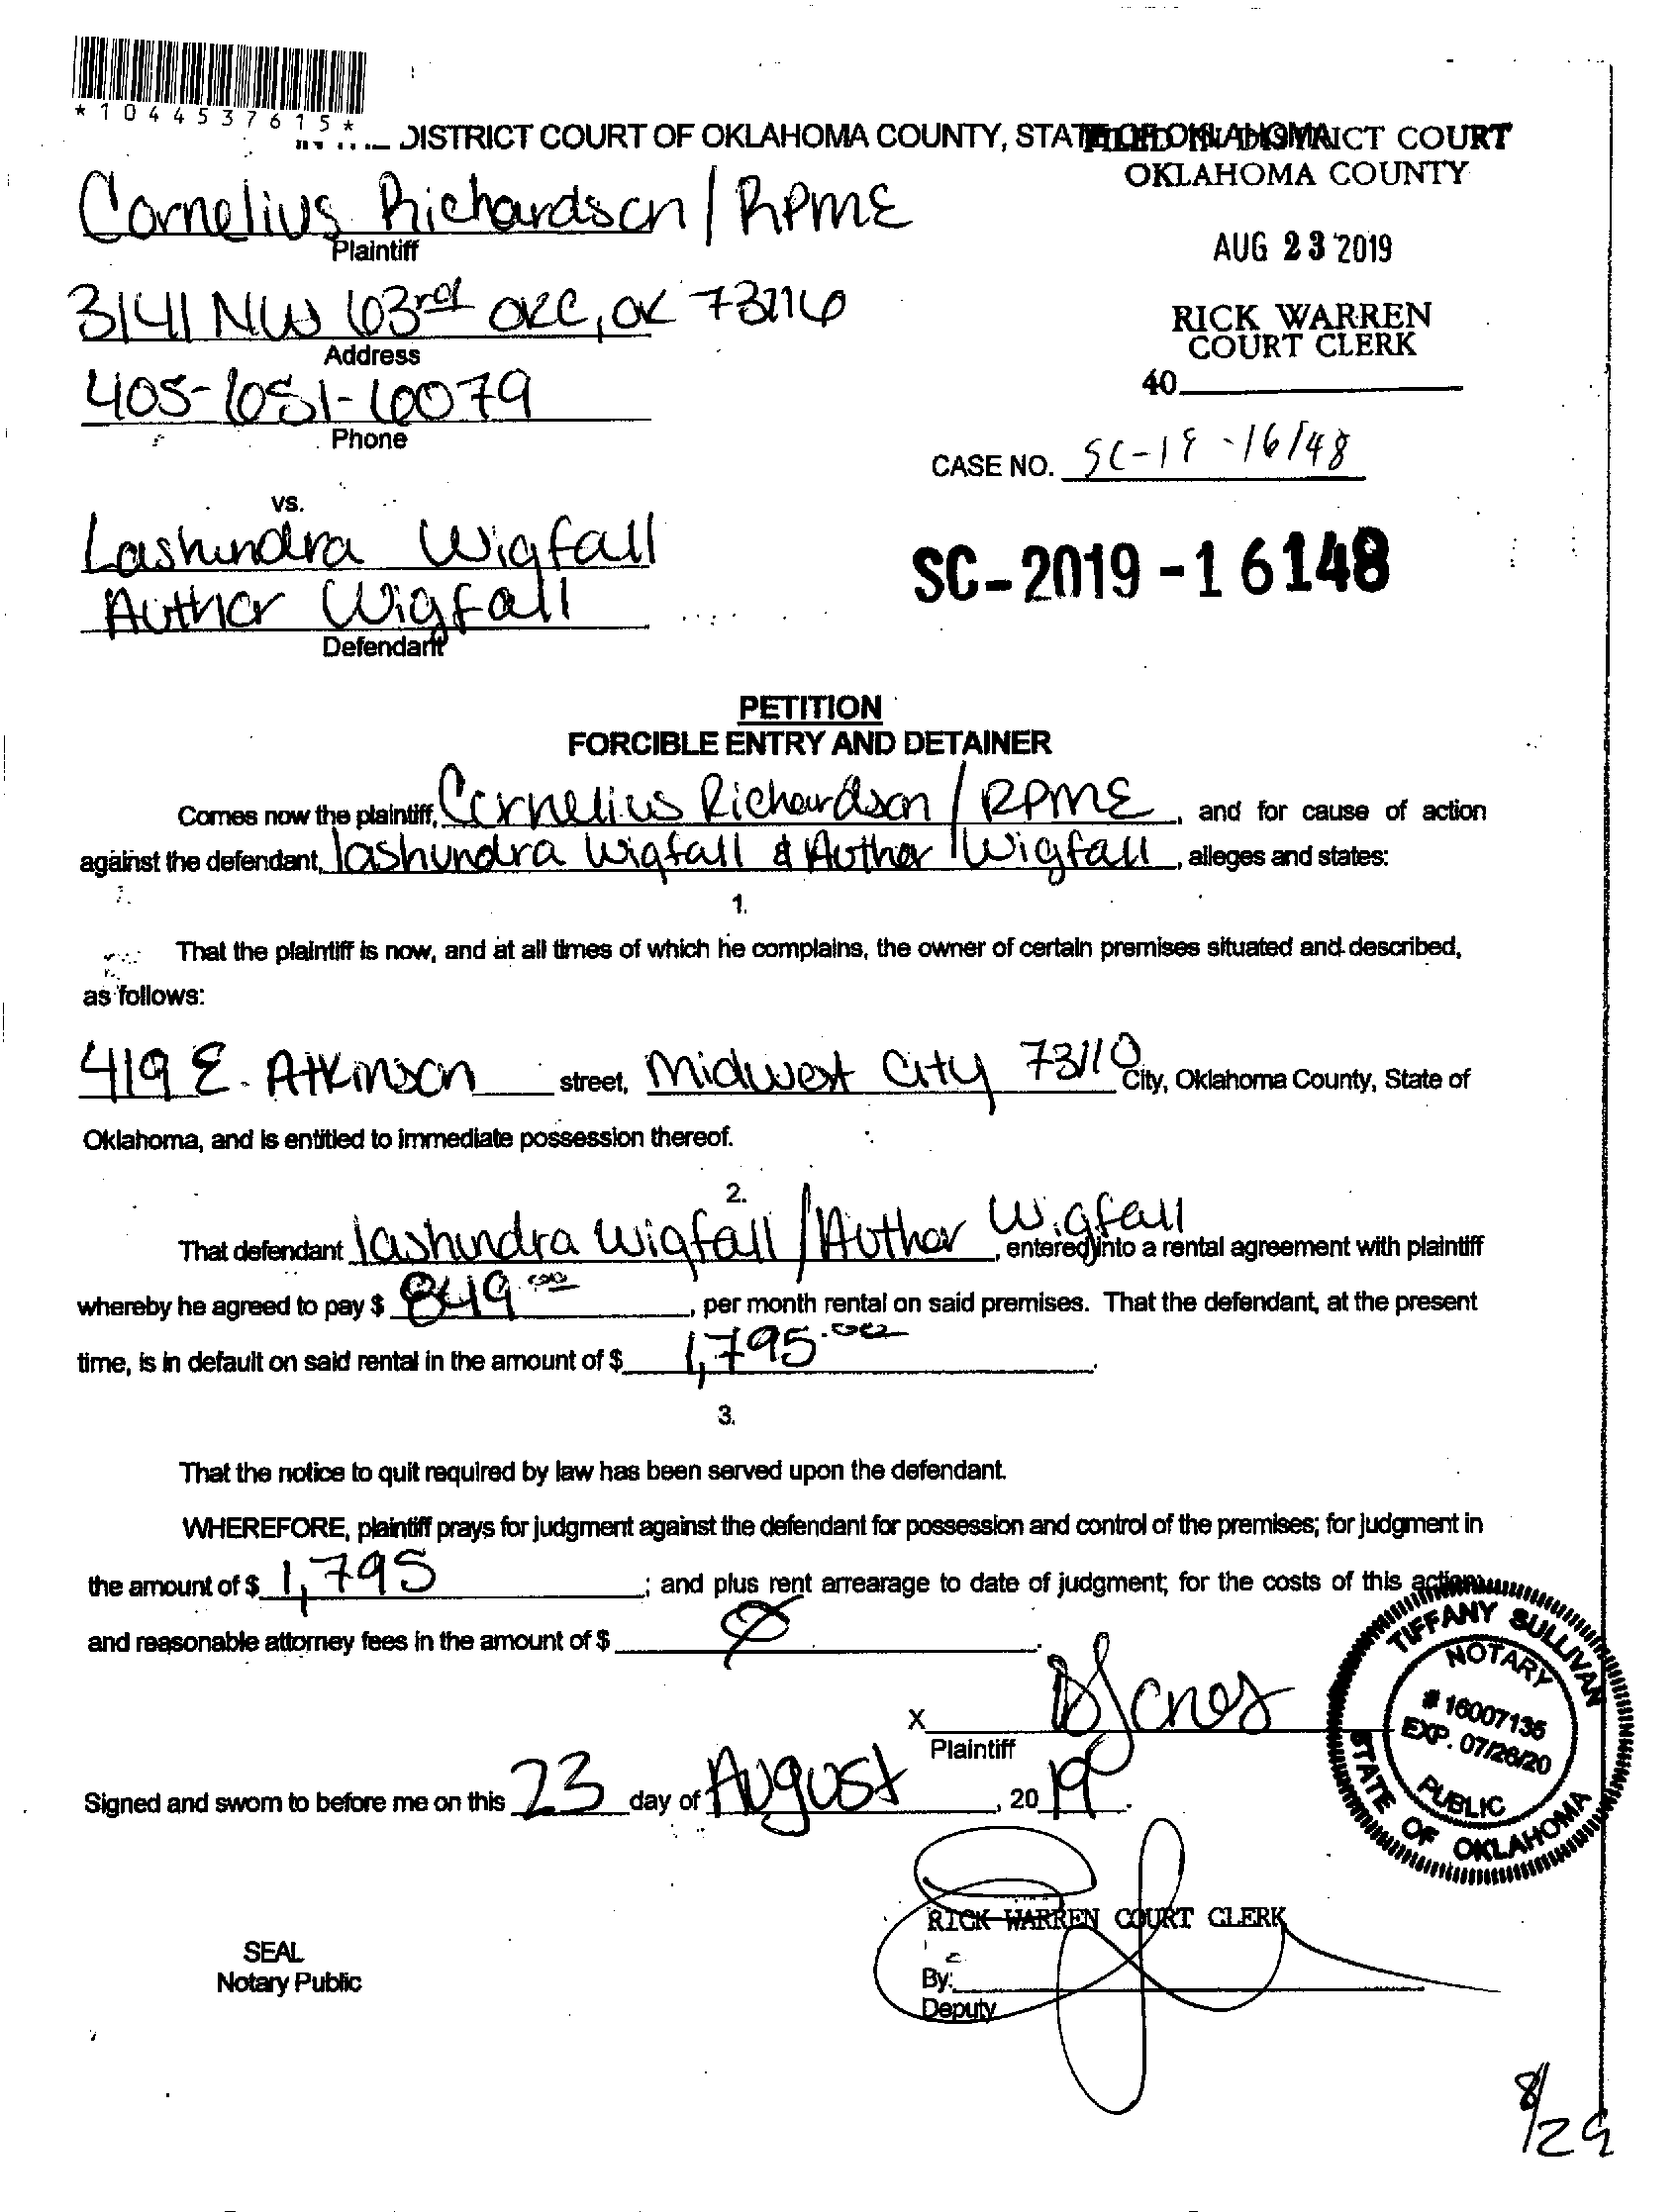 *1044537615*
DISTRICT COURT OF OKLAHOMA COUNTY, STATE OF OKLAHOMA
FILED IN DISTRICT COURT
OKLAHOMA COUNTY
Cornelius Richardson / RPME
Plaintiff
AUG 23 2019
3141 NW 63rd OKC, OK 73116
Address
RICK WARREN
COURT CLERK
40
405-651-6079
Phone
CASE NO. SC-19-16148
vs.
Lashundra Wigfall
SC-2019-16148
Author Wigfall
Defendant
PETITION
FORCIBLE ENTRY AND DETAINER
Comes now the plaintiff, Cornelius Richardson / RPME, and for cause of action
against the defendant, lashundra Wigfall & Author Wigfall, alleges and states:
1.
That the plaintiff is now, and at all times of which he complains, the owner of certain premises situated and described,
as follows:
419 E. Atkinson street, Midwest City 73110 City, Oklahoma County, State of
Oklahoma, and is entitled to immediate possession thereof.
2.
That defendant lashundra Wigfall / Author Wigfall, entered into a rental agreement with plaintiff
whereby he agreed to pay $ 849.00, per month rental on said premises. That the defendant, at the present
time, is in default on said rental in the amount of $ 1,795.00.
3.
That the notice to quit required by law has been served upon the defendant.
WHEREFORE, plaintiff prays for judgment against the defendant for possession and control of the premises; for judgment in
the amount of $ 1,795; and plus rent arrearage to date of judgment; for the costs of this action
and reasonable attorney fees in the amount of $
X
Plaintiff
TIFFANY SULLIVAN
NOTARY
# 16007135
EXP. 07/26/20
PUBLIC
STATE OF OKLAHOMA
Signed and sworn to before me on this 23 day of August, 2019.
RICK WARREN COURT CLERK
SEAL
Notary Public
By:
Deputy
8/29